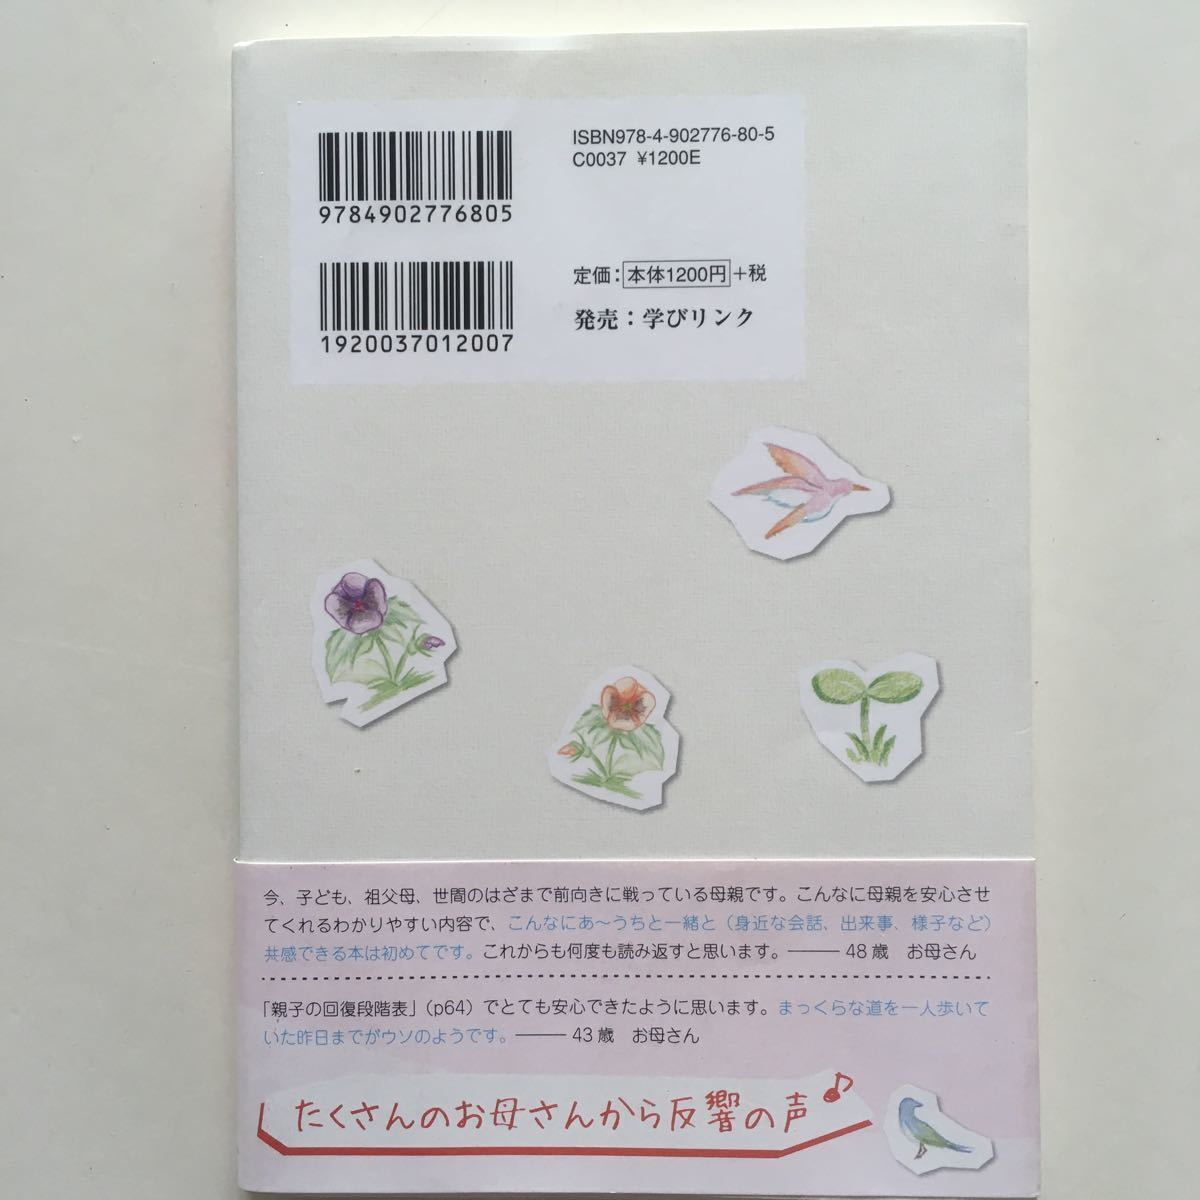 ISBN978-4-902776-80-5
C0037 ¥1200E
9784902776805
定価：本体1200円+税
発売：学びリンク
1920037012007
今、子ども、祖父母、世間のはざまで前向きに戦っている母親です。こんなに母親を安心させ
てくれるわかりやすい内容で、こんなにあ～うちと一緒と（身近な会話、出来事、様子など）
共感できる本は初めてです。これからも何度も読み返すと思います。――― 48歳　お母さん
「親子の回復段階表」（p64）でとても安心できたように思います。まっくらな道を一人歩いて
いた昨日までがウソのようです。――― 43歳　お母さん
たくさんのお母さんから反響の声♪